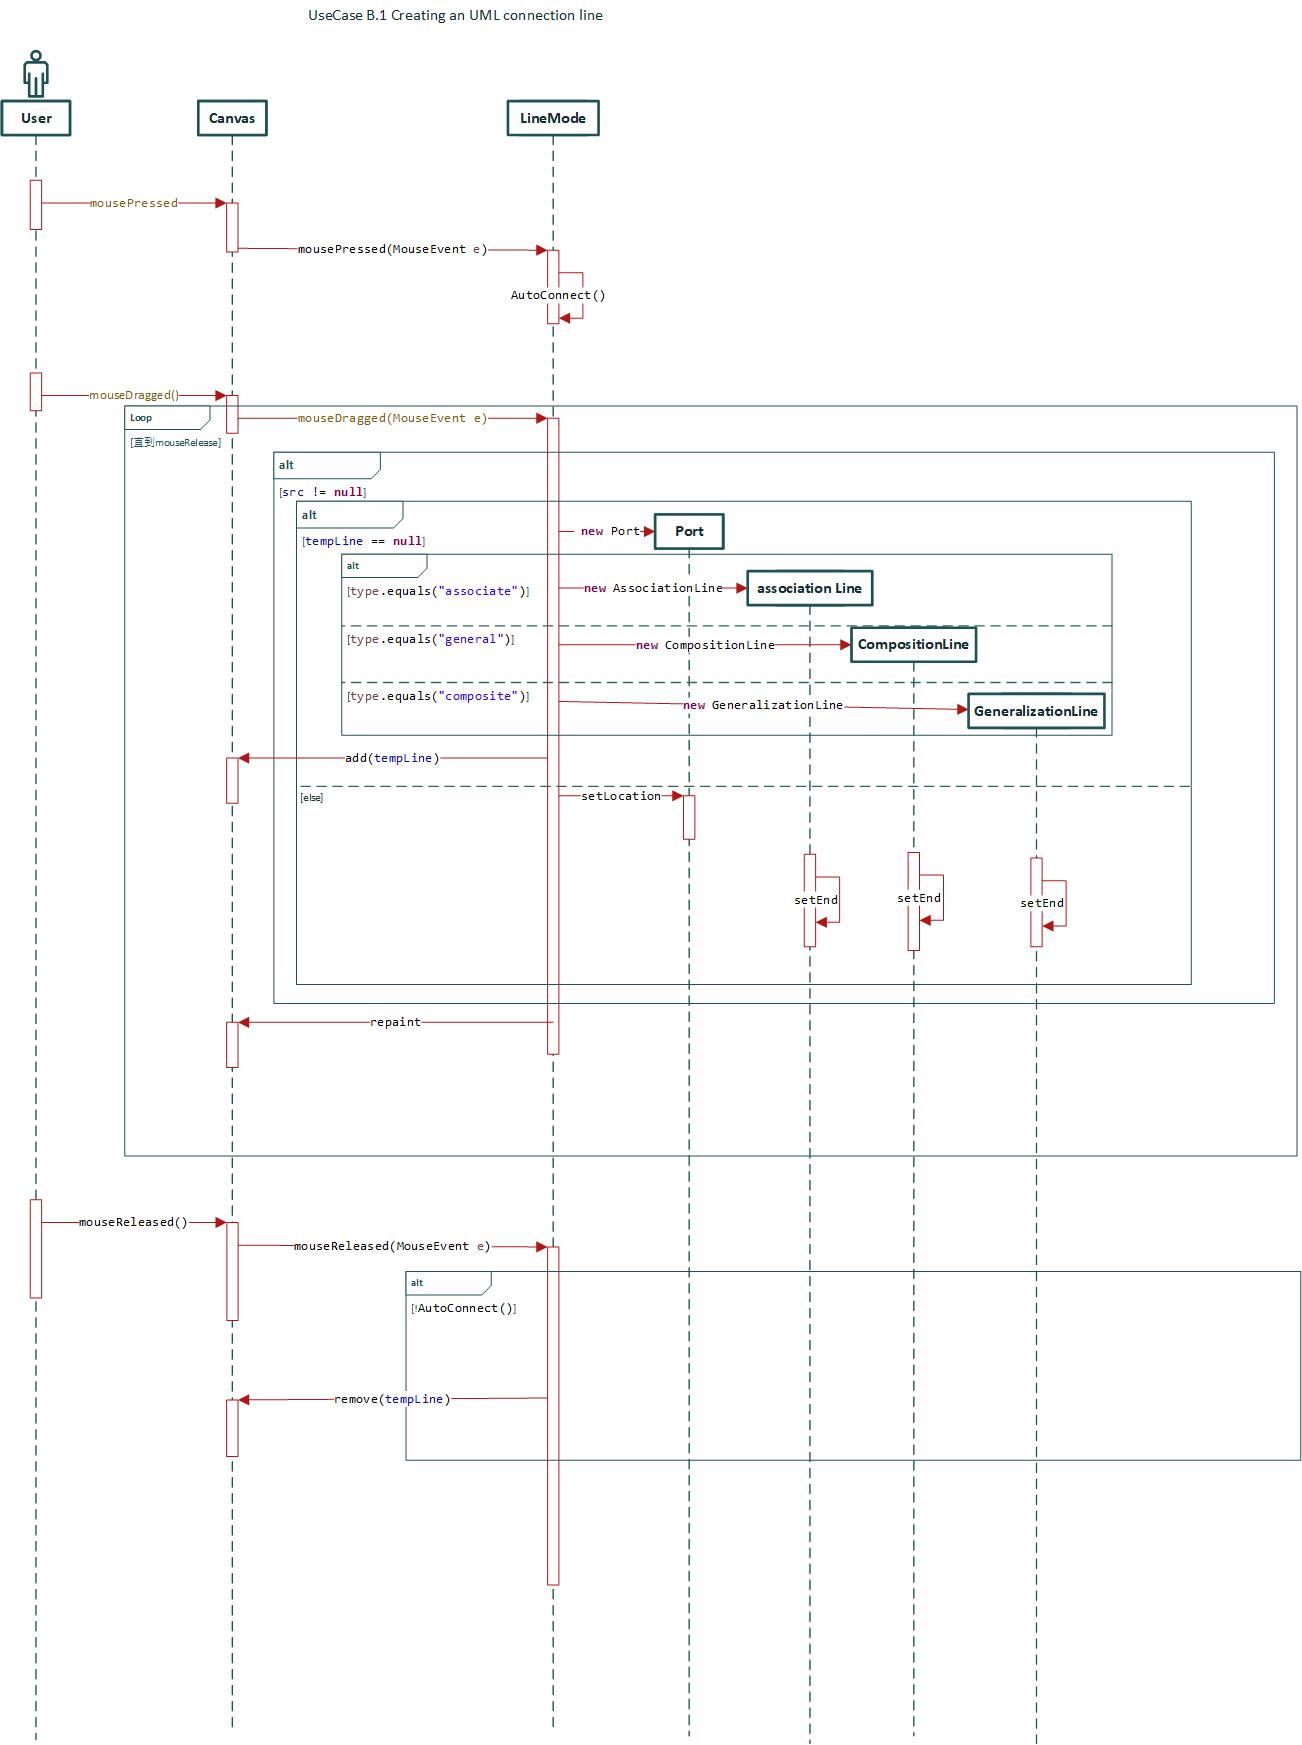 UseCase B.1 Creating an UML connection line
User
Canvas
LineMode
mousePressed
mousePressed(MouseEvent e)
AutoConnect()
mouseDragged()
Loop
mouseDragged(MouseEvent e)
[直到mouseRelease]
alt
[src != null]
alt
new Port
Port
[tempLine == null]
alt
[type.equals("associate")]
new AssociationLine
association Line
[type.equals("general")]
new CompositionLine
CompositionLine
[type.equals("composite")]
new GeneralizationLine
GeneralizationLine
add(tempLine)
[else]
setLocation
setEnd
setEnd
setEnd
repaint
mouseReleased()
mouseReleased(MouseEvent e)
alt
[!AutoConnect()]
remove(tempLine)